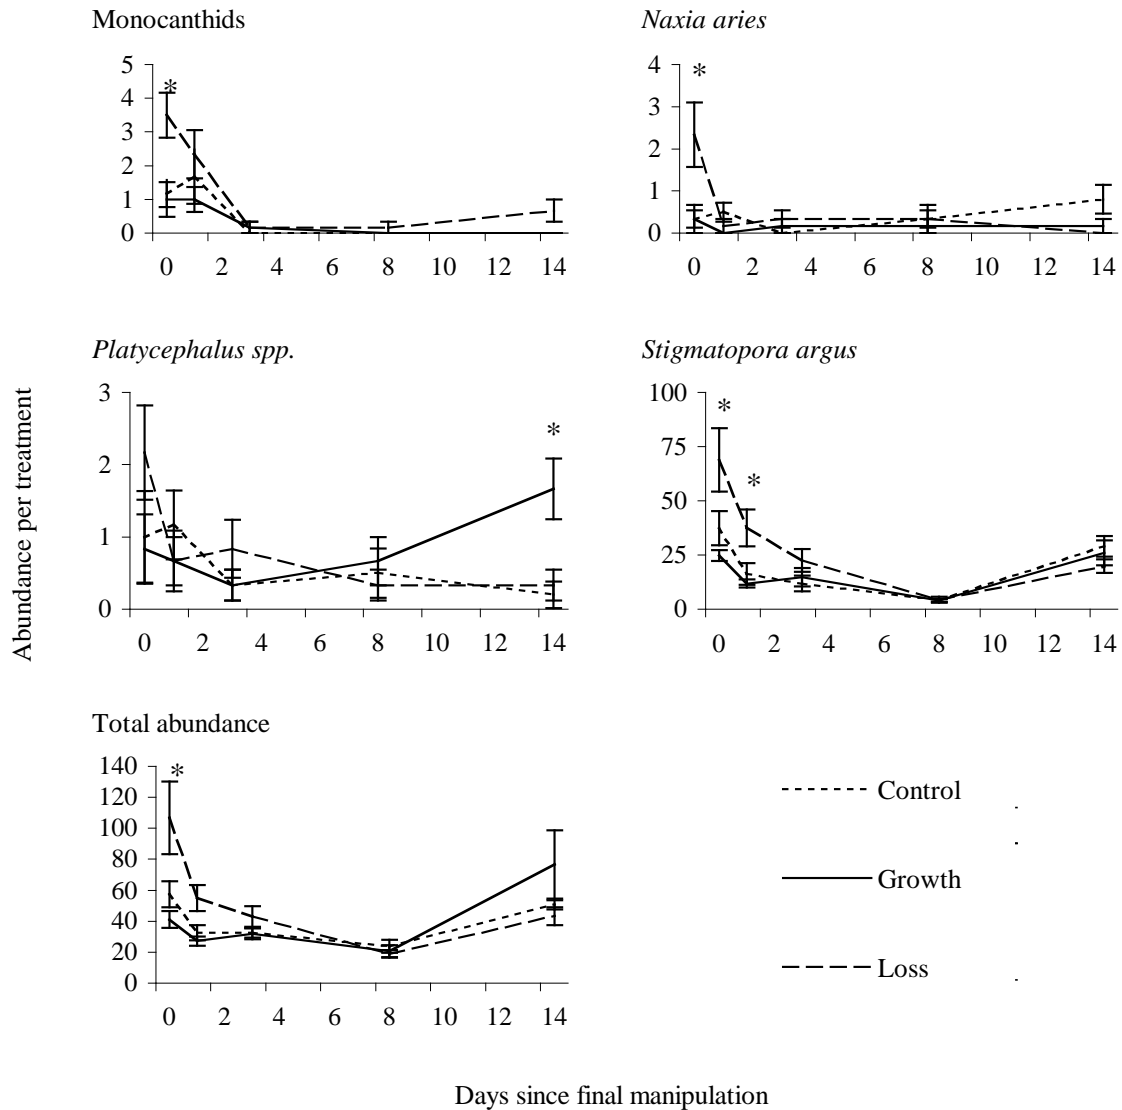 Monocanthids
*
5
4
3
2
1
0
0 2 4 6 8 10 12 14
Naxia aries
*
4
3
2
1
0
0 2 4 6 8 10 12 14
Abundance per treatment
Platycephalus spp.
*
3
2
1
0
0 2 4 6 8 10 12 14
Stigmatopora argus
*
*
100
75
50
25
0
0 2 4 6 8 10 12 14
Total abundance
*
140
120
100
80
60
40
20
0
0 2 4 6 8 10 12 14
Control
Growth
Loss
Days since final manipulation